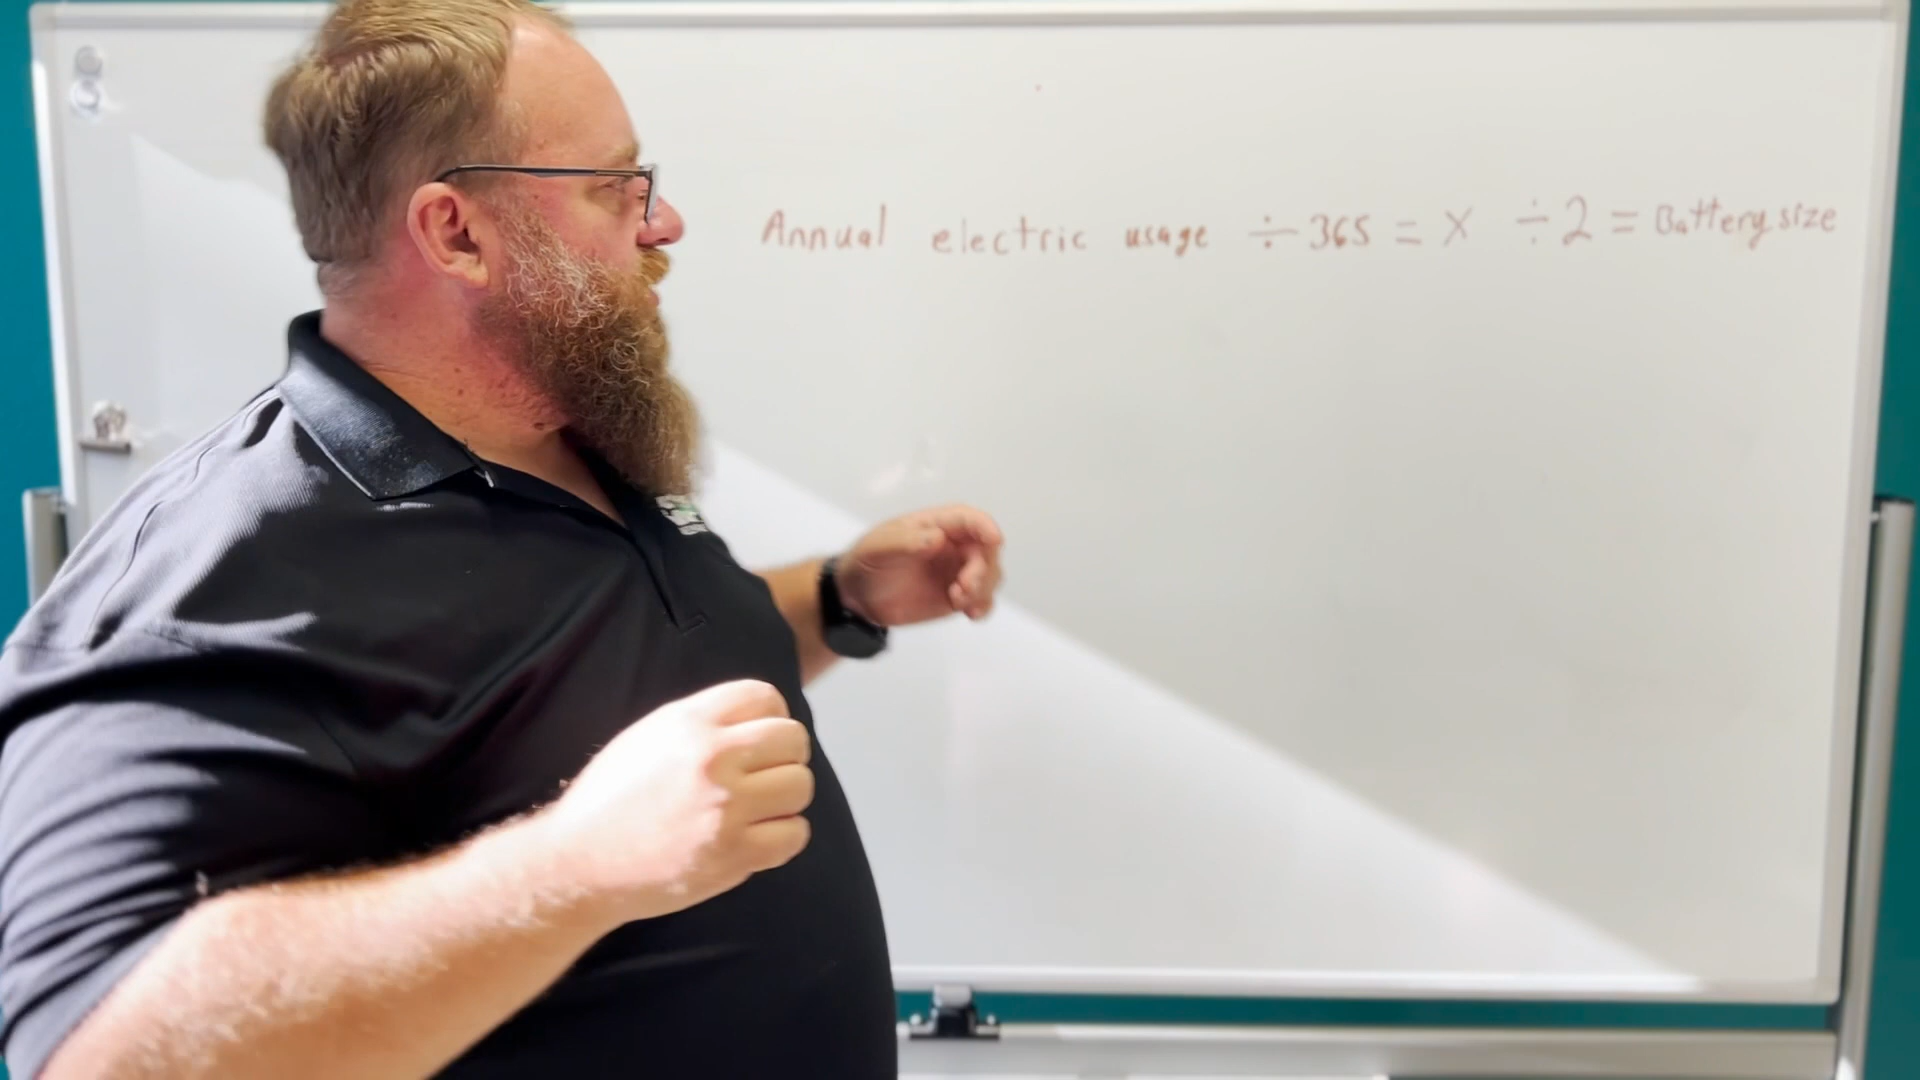 Annual electric usage ÷ 365 = X ÷ 2 = Battery size